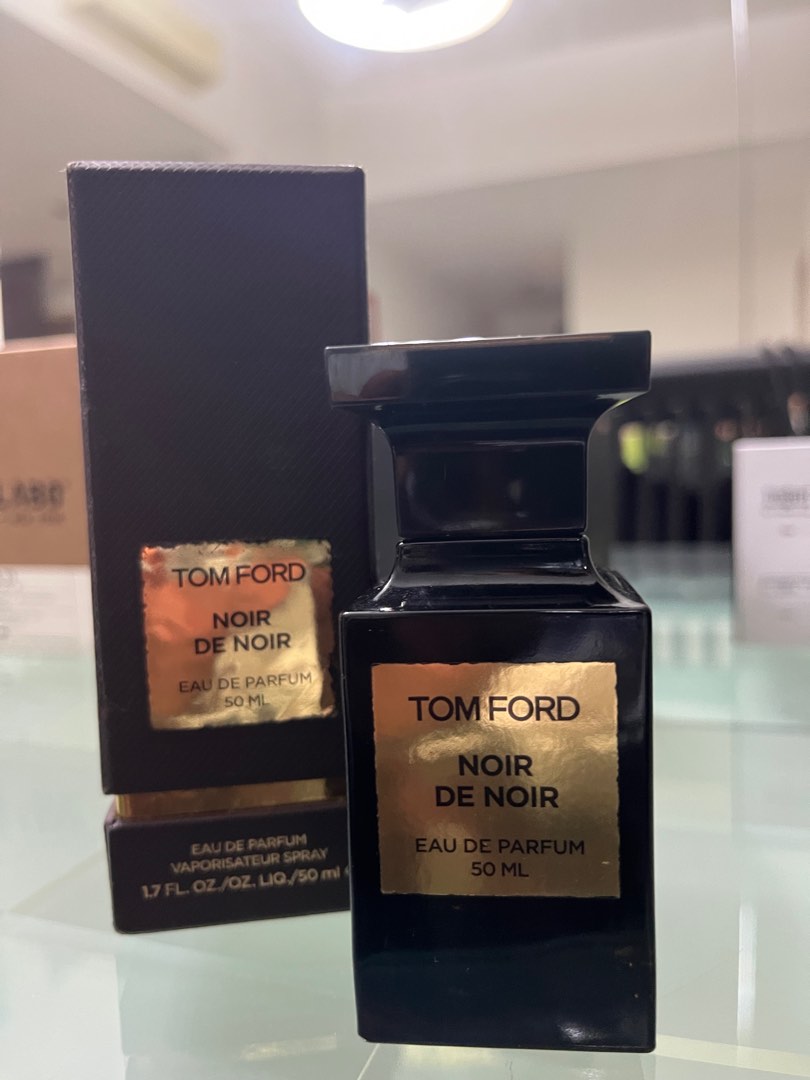 TOM FORD
NOIR
DE NOIR
EAU DE PARFUM
50 ML
EAU DE PARFUM
VAPORISATEUR SPRAY
1.7 FL. OZ./OZ. LIQ./50 ml
TOM FORD
NOIR
DE NOIR
EAU DE PARFUM
50 ML